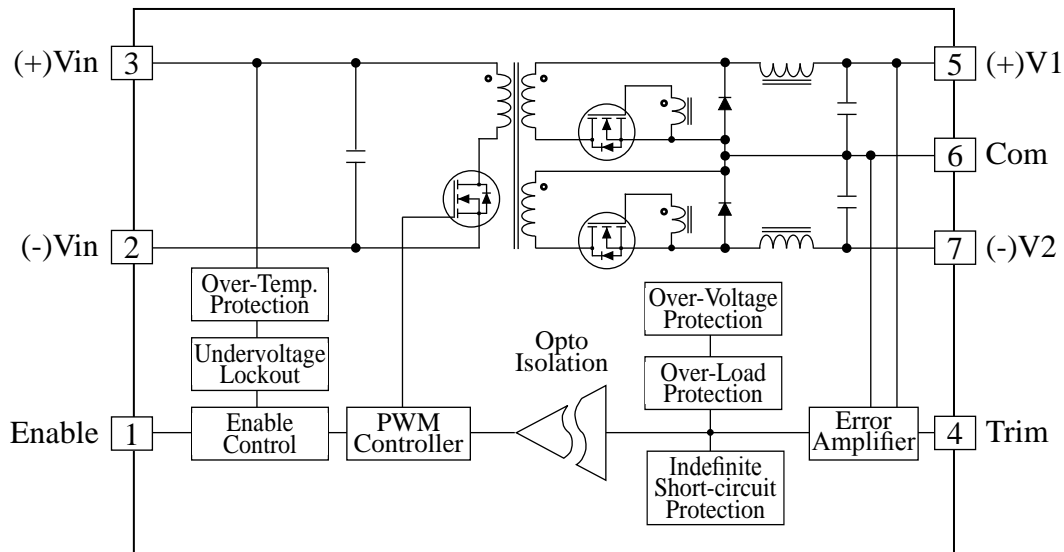 (+)Vin 3
5 (+)V1
6 Com
(-)Vin 2
7 (-)V2
Over-Temp.
Protection
Undervoltage
Lockout
Enable 1
Enable
Control
PWM
Controller
Opto
Isolation
Over-Voltage
Protection
Over-Load
Protection
Indefinite
Short-circuit
Protection
Error
Amplifier
4 Trim